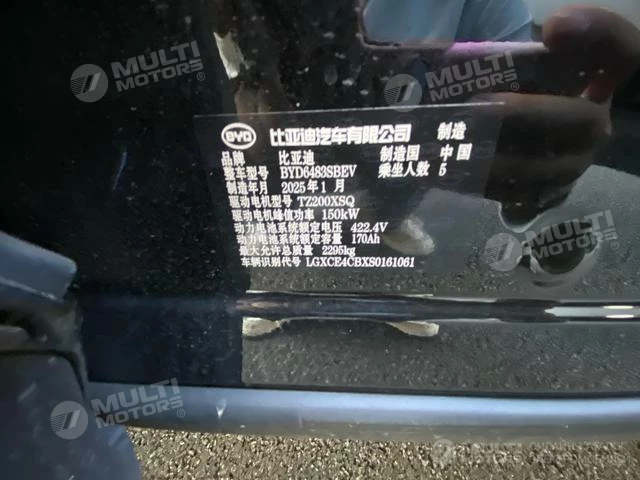 MULTI MOTORS®
MULTI MOTORS®
BYD 比亚迪汽车有限公司 制造
品牌 比亚迪 制造国 中国
整车型号 BYD6483SBEV 乘坐人数 5
制造年月 2025年1月
驱动电机型号 TZ200XSQ
驱动电机峰值功率 150kW
动力电池系统额定电压 422.4V
动力电池系统额定容量 170Ah
最大允许总质量 2295kg
车辆识别代号 LGXCE4CBXS0161061
MULTI MOTORS®
MULTI MOTORS®